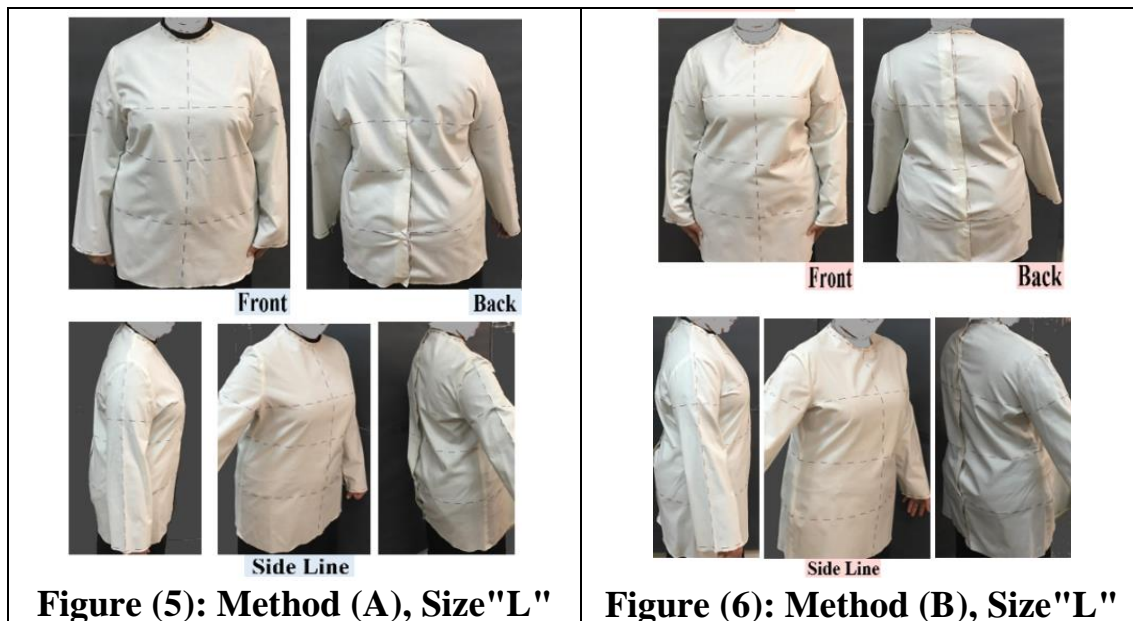 Front
Back
Side Line
Figure (5): Method (A), Size"L"
Front
Back
Side Line
Figure (6): Method (B), Size"L"